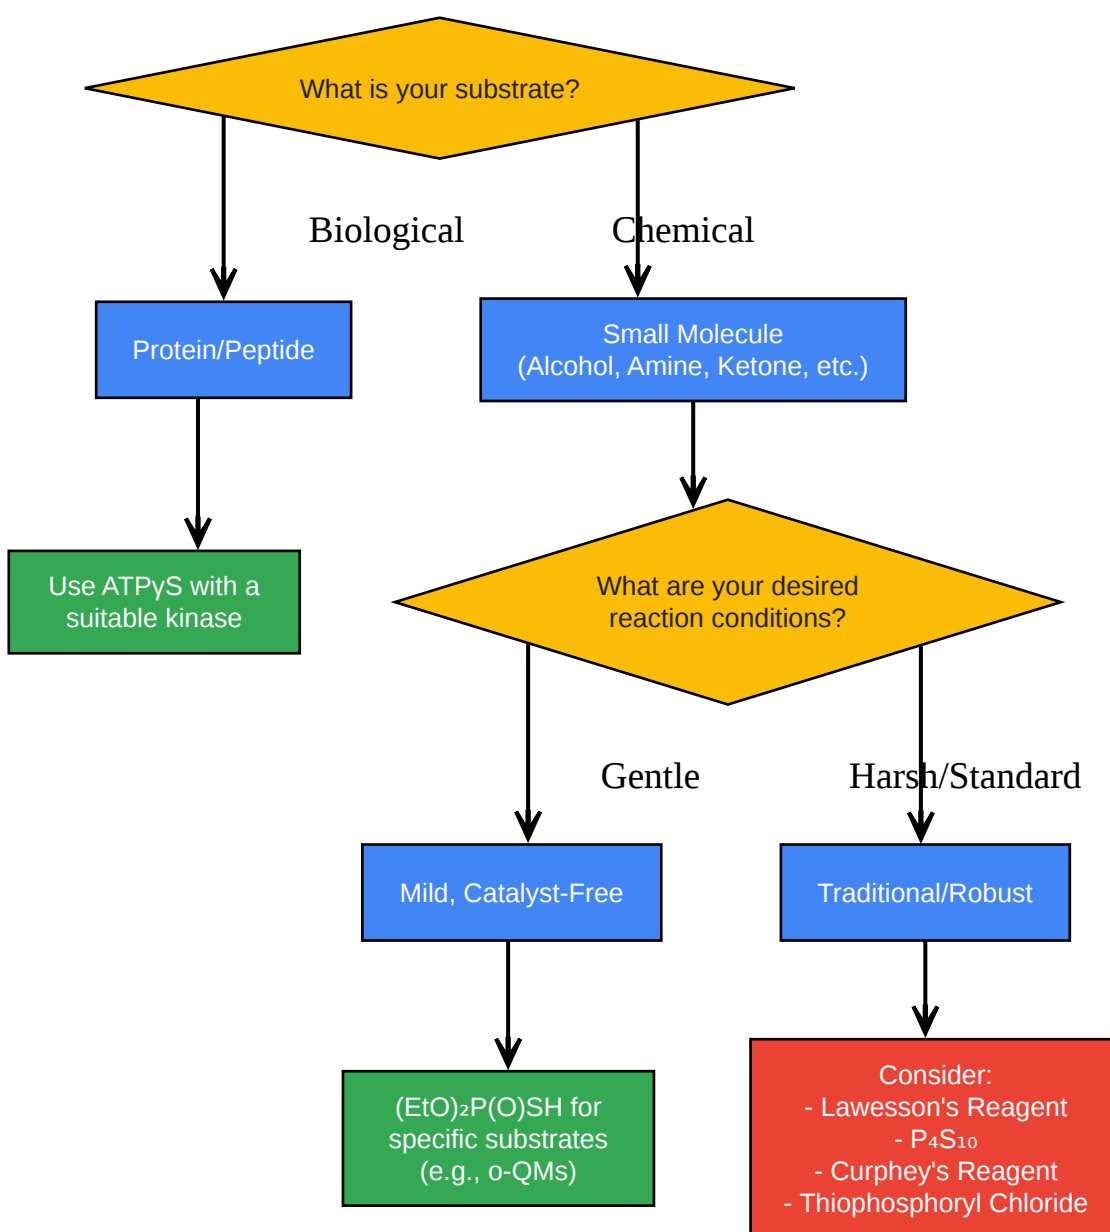 What is your substrate?
Biological
Chemical
Protein/Peptide
Small Molecule
(Alcohol, Amine, Ketone, etc.)
Use ATPγS with a
suitable kinase
What are your desired
reaction conditions?
Gentle
Harsh/Standard
Mild, Catalyst-Free
Traditional/Robust
(EtO)₂P(O)SH for
specific substrates
(e.g., o-QMs)
Consider:
- Lawesson's Reagent
- P₄S₁₀
- Curphey's Reagent
- Thiophosphoryl Chloride